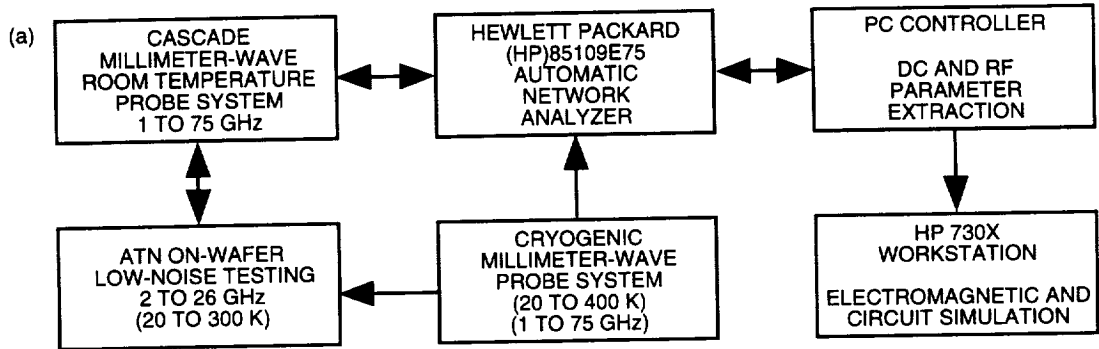 (a)
CASCADE
MILLIMETER-WAVE
ROOM TEMPERATURE
PROBE SYSTEM
1 TO 75 GHz
HEWLETT PACKARD
(HP)85109E75
AUTOMATIC
NETWORK
ANALYZER
PC CONTROLLER
DC AND RF
PARAMETER
EXTRACTION
ATN ON-WAFER
LOW-NOISE TESTING
2 TO 26 GHz
(20 TO 300 K)
CRYOGENIC
MILLIMETER-WAVE
PROBE SYSTEM
(20 TO 400 K)
(1 TO 75 GHz)
HP 730X
WORKSTATION
ELECTROMAGNETIC AND
CIRCUIT SIMULATION